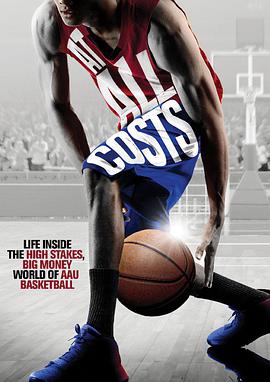 AT
ALL
COSTS
LIFE INSIDE
THE HIGH STAKES,
BIG MONEY
WORLD OF AAU
BASKETBALL